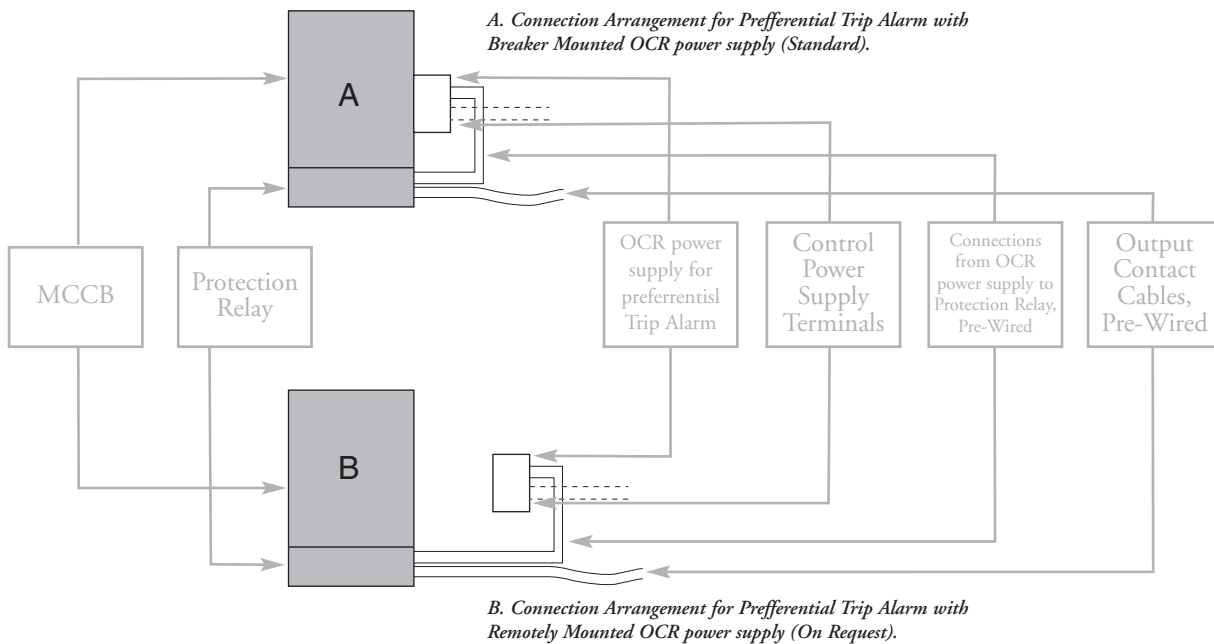 A. Connection Arrangement for Prefferential Trip Alarm with
Breaker Mounted OCR power supply (Standard).
A
MCCB
Protection
Relay
OCR power
supply for
preferrentisl
Trip Alarm
Control
Power
Supply
Terminals
Connections
from OCR
power supply to
Protection Relay,
Pre-Wired
Output
Contact
Cables,
Pre-Wired
B
B. Connection Arrangement for Prefferential Trip Alarm with
Remotely Mounted OCR power supply (On Request).